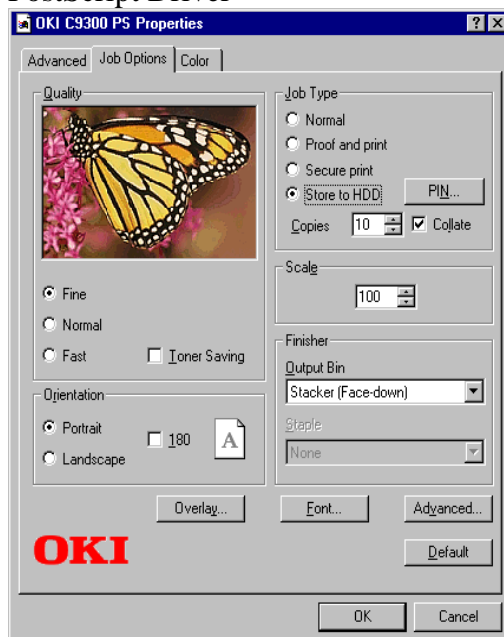 PostScript Driver
OKI C9300 PS Properties
Advanced Job Options Color
Quality
Fine
Normal
Fast
Toner Saving
Orientation
Portrait
Landscape
180
A
Job Type
Normal
Proof and print
Secure print
Store to HDD
PIN...
Copies 10 Collate
Scale
100
Finisher
Output Bin
Stacker (Face-down)
Staple
None
Overlay... Font... Advanced...
OKI
Default
OK Cancel